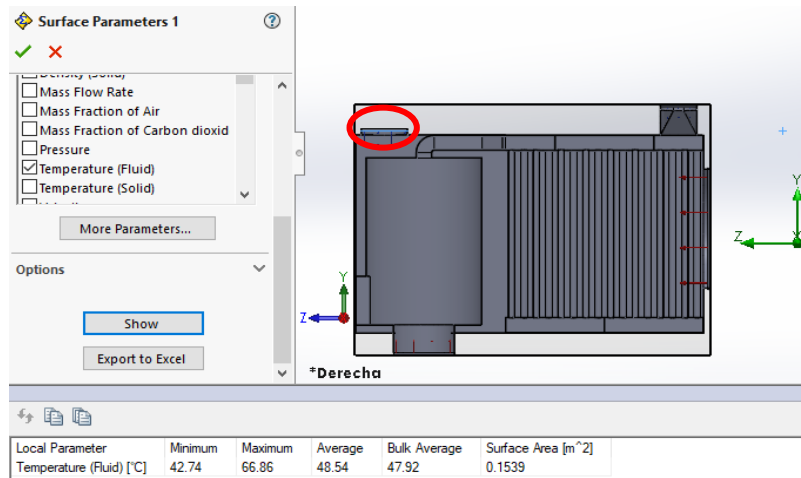 Surface Parameters 1
Density (Solid)
Mass Flow Rate
Mass Fraction of Air
Mass Fraction of Carbon dioxid
Pressure
Temperature (Fluid)
Temperature (Solid)
More Parameters...
Options
Show
Export to Excel
Y
Z
Y
Z
X
*Derecha
Local Parameter Minimum Maximum Average Bulk Average Surface Area [m^2]
Temperature (Fluid) [°C] 42.74 66.86 48.54 47.92 0.1539